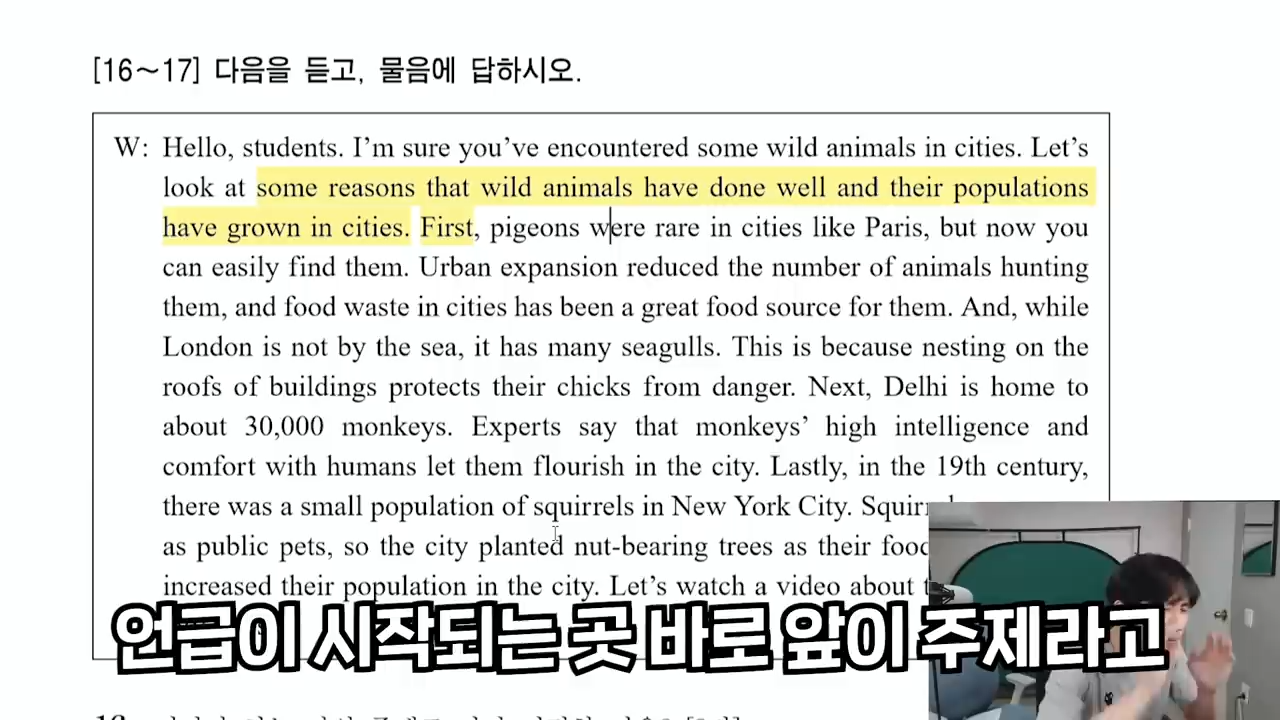 [16~17] 다음을 듣고, 물음에 답하시오.
W: Hello, students. I'm sure you've encountered some wild animals in cities. Let's
look at some reasons that wild animals have done well and their populations
have grown in cities. First, pigeons were rare in cities like Paris, but now you
can easily find them. Urban expansion reduced the number of animals hunting
them, and food waste in cities has been a great food source for them. And, while
London is not by the sea, it has many seagulls. This is because nesting on the
roofs of buildings protects their chicks from danger. Next, Delhi is home to
about 30,000 monkeys. Experts say that monkeys' high intelligence and
comfort with humans let them flourish in the city. Lastly, in the 19th century,
there was a small population of squirrels in New York City.
as public pets, so the city planted nut-bearing trees as their
increased their population in the city. Let's watch a video about
언급이 시작되는 곳 바로 앞이 주제라고